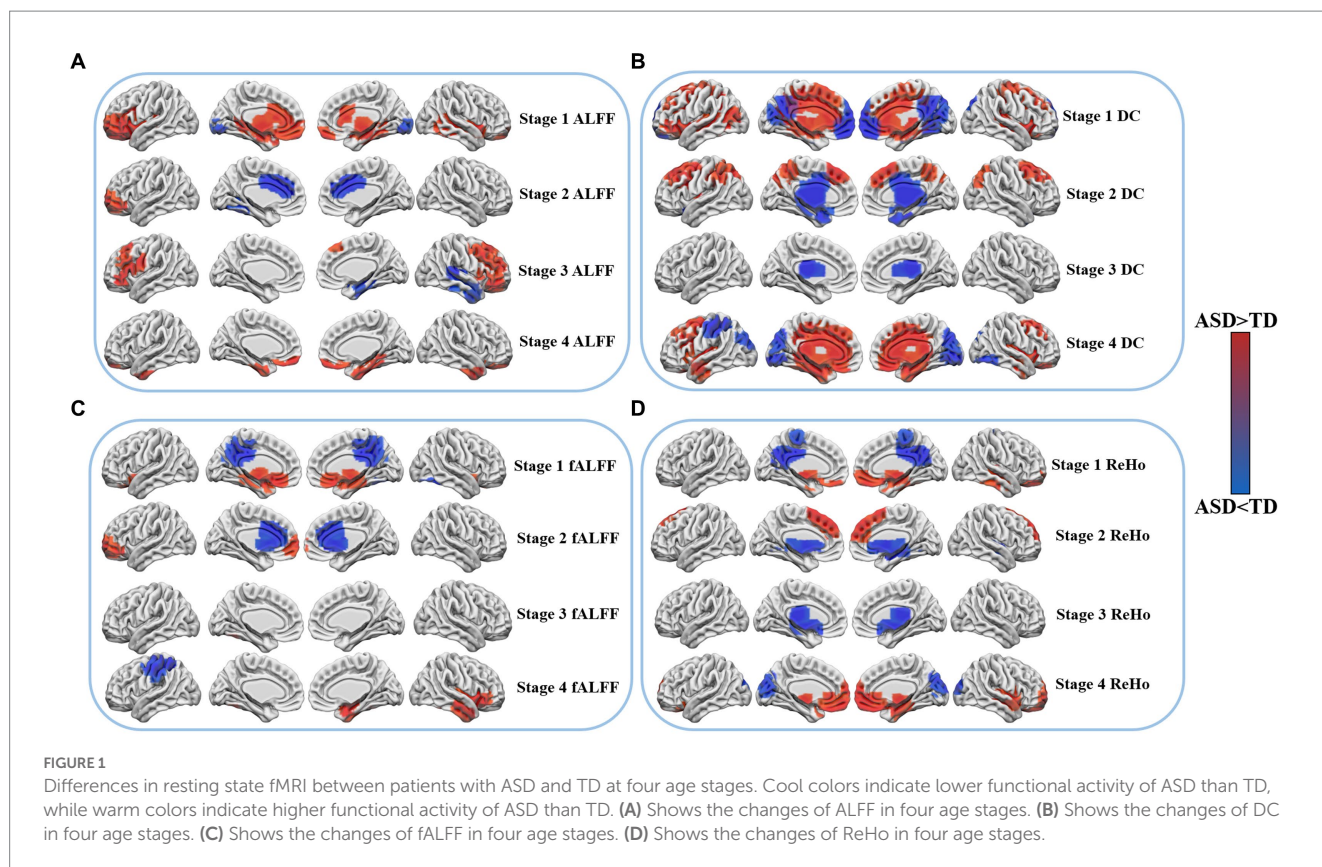 A
Stage 1 ALFF
Stage 2 ALFF
Stage 3 ALFF
Stage 4 ALFF
B
Stage 1 DC
Stage 2 DC
Stage 3 DC
Stage 4 DC
ASD>TD
ASD<TD
C
Stage 1 fALFF
Stage 2 fALFF
Stage 3 fALFF
Stage 4 fALFF
D
Stage 1 ReHo
Stage 2 ReHo
Stage 3 ReHo
Stage 4 ReHo
FIGURE 1
Differences in resting state fMRI between patients with ASD and TD at four age stages. Cool colors indicate lower functional activity of ASD than TD,
while warm colors indicate higher functional activity of ASD than TD. (A) Shows the changes of ALFF in four age stages. (B) Shows the changes of DC
in four age stages. (C) Shows the changes of fALFF in four age stages. (D) Shows the changes of ReHo in four age stages.